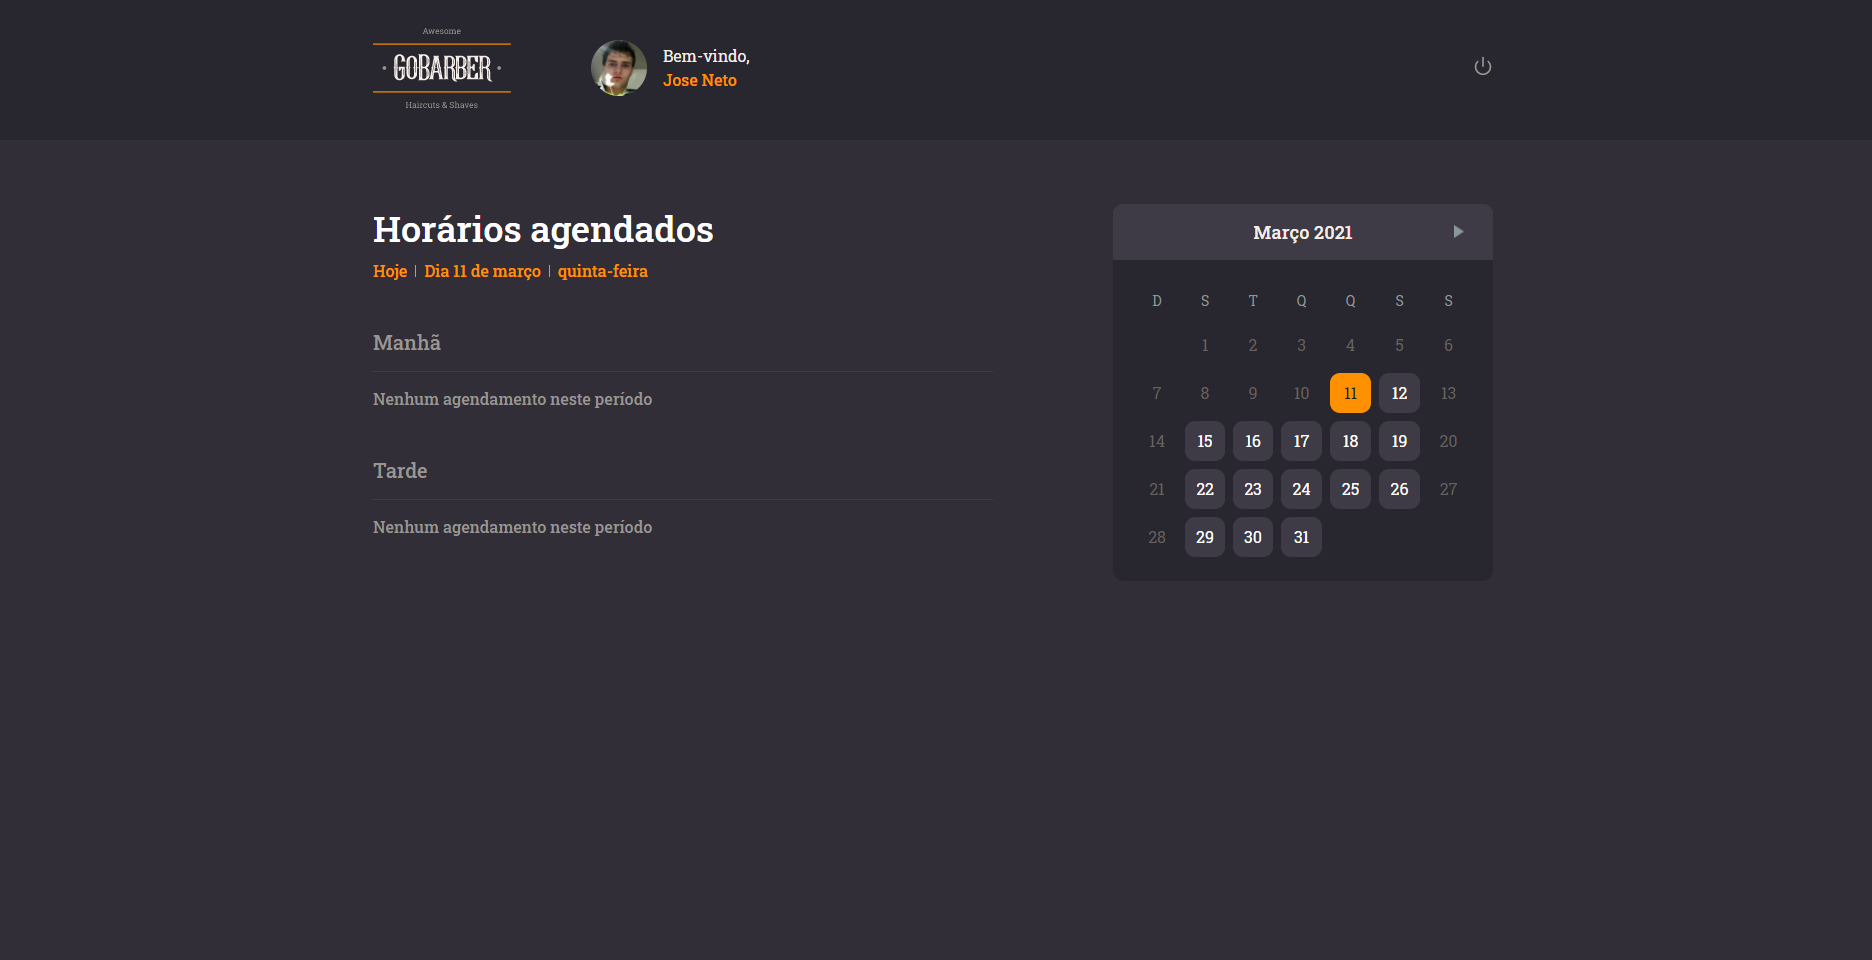 Awesome
GOBARBER
Haircuts & Shaves
Bem-vindo,
Jose Neto
Horários agendados
Hoje | Dia 11 de março | quinta-feira
Manhã
Nenhum agendamento neste período
Tarde
Nenhum agendamento neste período
Março 2021
D S T Q Q S S
1 2 3 4 5 6
7 8 9 10 11 12 13
14 15 16 17 18 19 20
21 22 23 24 25 26 27
28 29 30 31